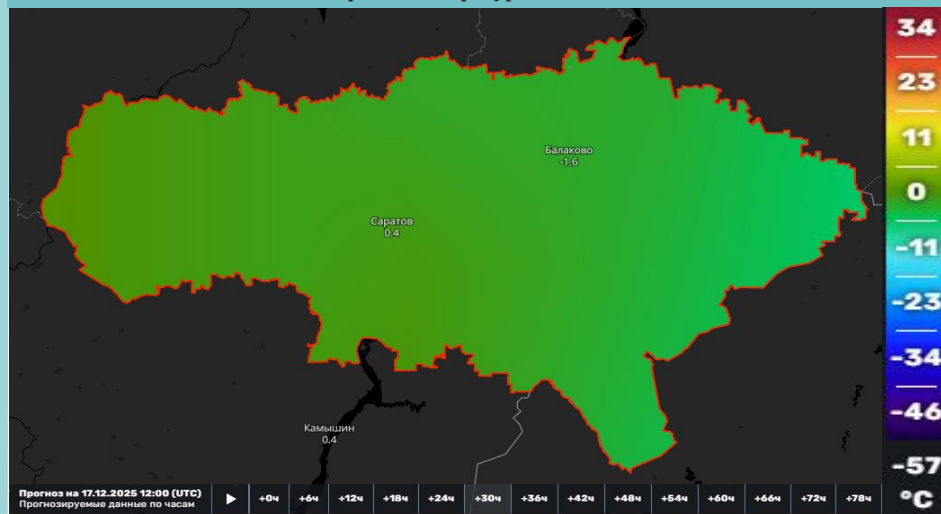 Балаково
-1.6
Саратов
0.4
Камышин
0.4
34
23
11
0
-11
-23
-34
-46
-57
°C
Прогноз на 17.12.2025 12:00 (UTC)
Прогнозируемые данные по часам
+0ч +6ч +12ч +18ч +24ч +30ч +36ч +42ч +48ч +54ч +60ч +66ч +72ч +78ч